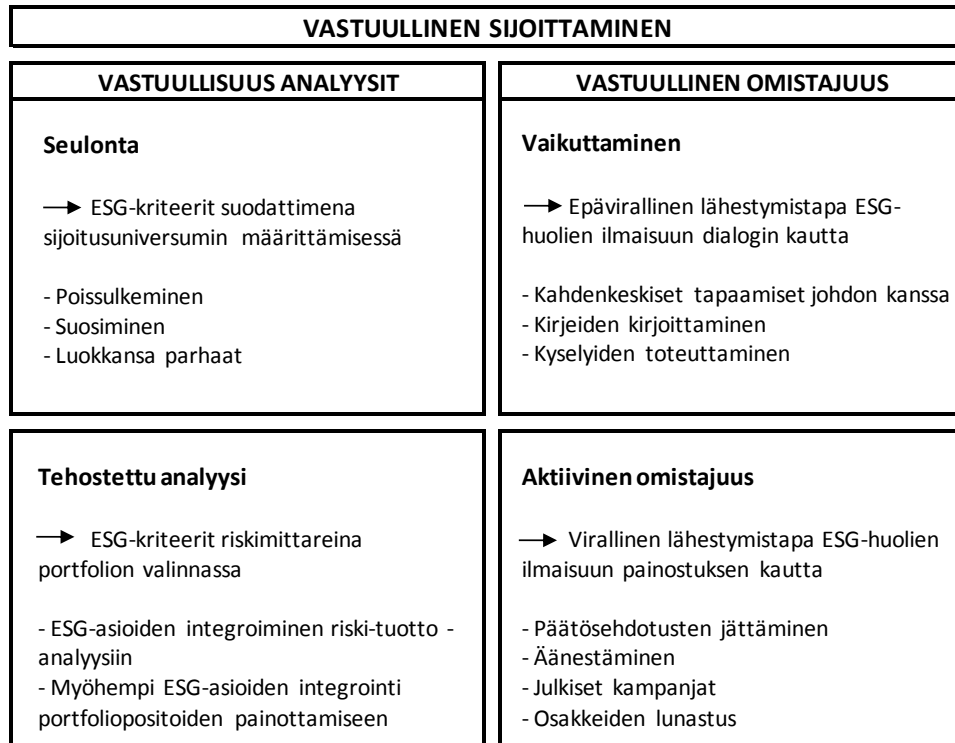 VASTUULLINEN SIJOITTAMINEN
VASTUULLISUUS ANALYYSIT
Seulonta
→ ESG-kriteerit suodattimena
sijoitusuniversumin määrittämisessä
- Poissulkeminen
- Suosiminen
- Luokkansa parhaat
VASTUULLINEN OMISTAJUUS
Vaikuttaminen
→ Epävirallinen lähestymistapa ESG-
huolien ilmaisuun dialogin kautta
- Kahdenkeskiset tapaamiset johdon kanssa
- Kirjeiden kirjoittaminen
- Kyselyiden toteuttaminen
Tehostettu analyysi
→ ESG-kriteerit riskimittareina
portfolion valinnassa
- ESG-asioiden integroiminen riski-tuotto -
analyysiin
- Myöhempi ESG-asioiden integrointi
portfoliopositoiden painottamiseen
Aktiivinen omistajuus
→ Virallinen lähestymistapa ESG-huolien
ilmaisuun painostuksen kautta
- Päätösehdotusten jättäminen
- Äänestäminen
- Julkiset kampanjat
- Osakkeiden lunastus